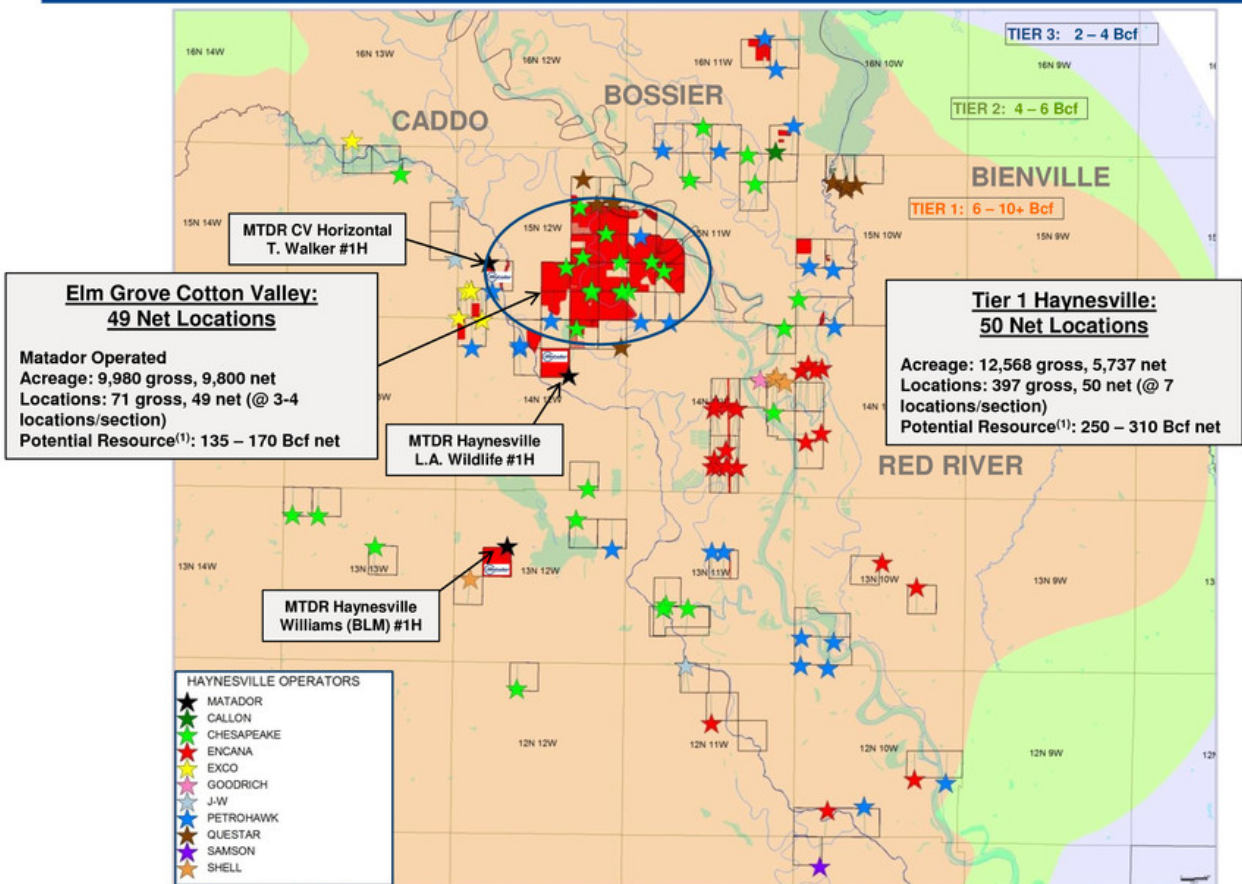 16N 14W
16N 13W
16N 12W
16N 11W
16N 10W
16N 9W
TIER 3: 2 – 4 Bcf
TIER 2: 4 – 6 Bcf
TIER 1: 6 – 10+ Bcf
CADDO
BOSSIER
BIENVILLE
RED RIVER
15N 14W
15N 12W
15N 11W
15N 10W
15N 9W
MTDR CV Horizontal
T. Walker #1H
Elm Grove Cotton Valley:
49 Net Locations
Matador Operated
Acreage: 9,980 gross, 9,800 net
Locations: 71 gross, 49 net (@ 3-4
locations/section)
Potential Resource(1): 135 – 170 Bcf net
Tier 1 Haynesville:
50 Net Locations
Acreage: 12,568 gross, 5,737 net
Locations: 397 gross, 50 net (@ 7
locations/section)
Potential Resource(1): 250 – 310 Bcf net
14N 12W
MTDR Haynesville
L.A. Wildlife #1H
13N 14W
13N 13W
13N 12W
13N 11W
13N 10W
13N 9W
MTDR Haynesville
Williams (BLM) #1H
12N 12W
12N 11W
12N 10W
12N 9W
HAYNESVILLE OPERATORS
MATADOR
CALLON
CHESAPEAKE
ENCANA
EXCO
GOODRICH
J-W
PETROHAWK
QUESTAR
SAMSON
SHELL